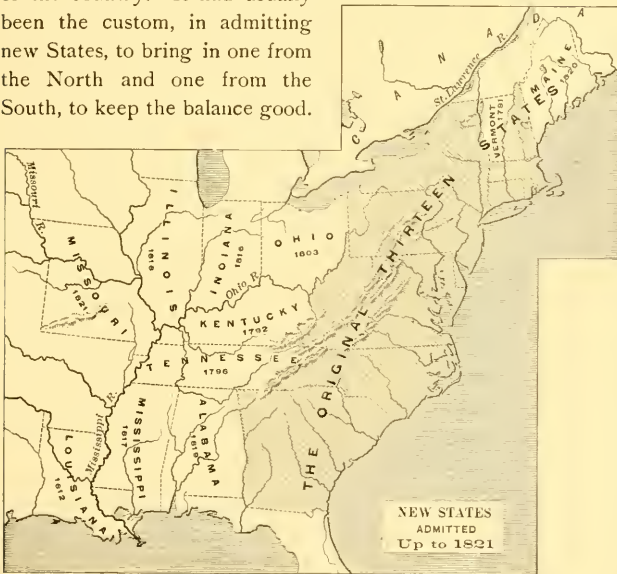 been the custom, in admitting
new States, to bring in one from
the North and one from the
South, to keep the balance good.
CANADA
St. Lawrence R.
MAINE
1820
VERMONT
1791
THE ORIGINAL THIRTEEN STATES
Missouri R.
MISSOURI
1821
ILLINOIS
1818
INDIANA
1816
OHIO
1803
Ohio R.
KENTUCKY
1792
TENNESSEE
1796
Mississippi R.
MISSISSIPPI
1817
ALABAMA
1819
LOUISIANA
1812
NEW STATES
ADMITTED
Up to 1821